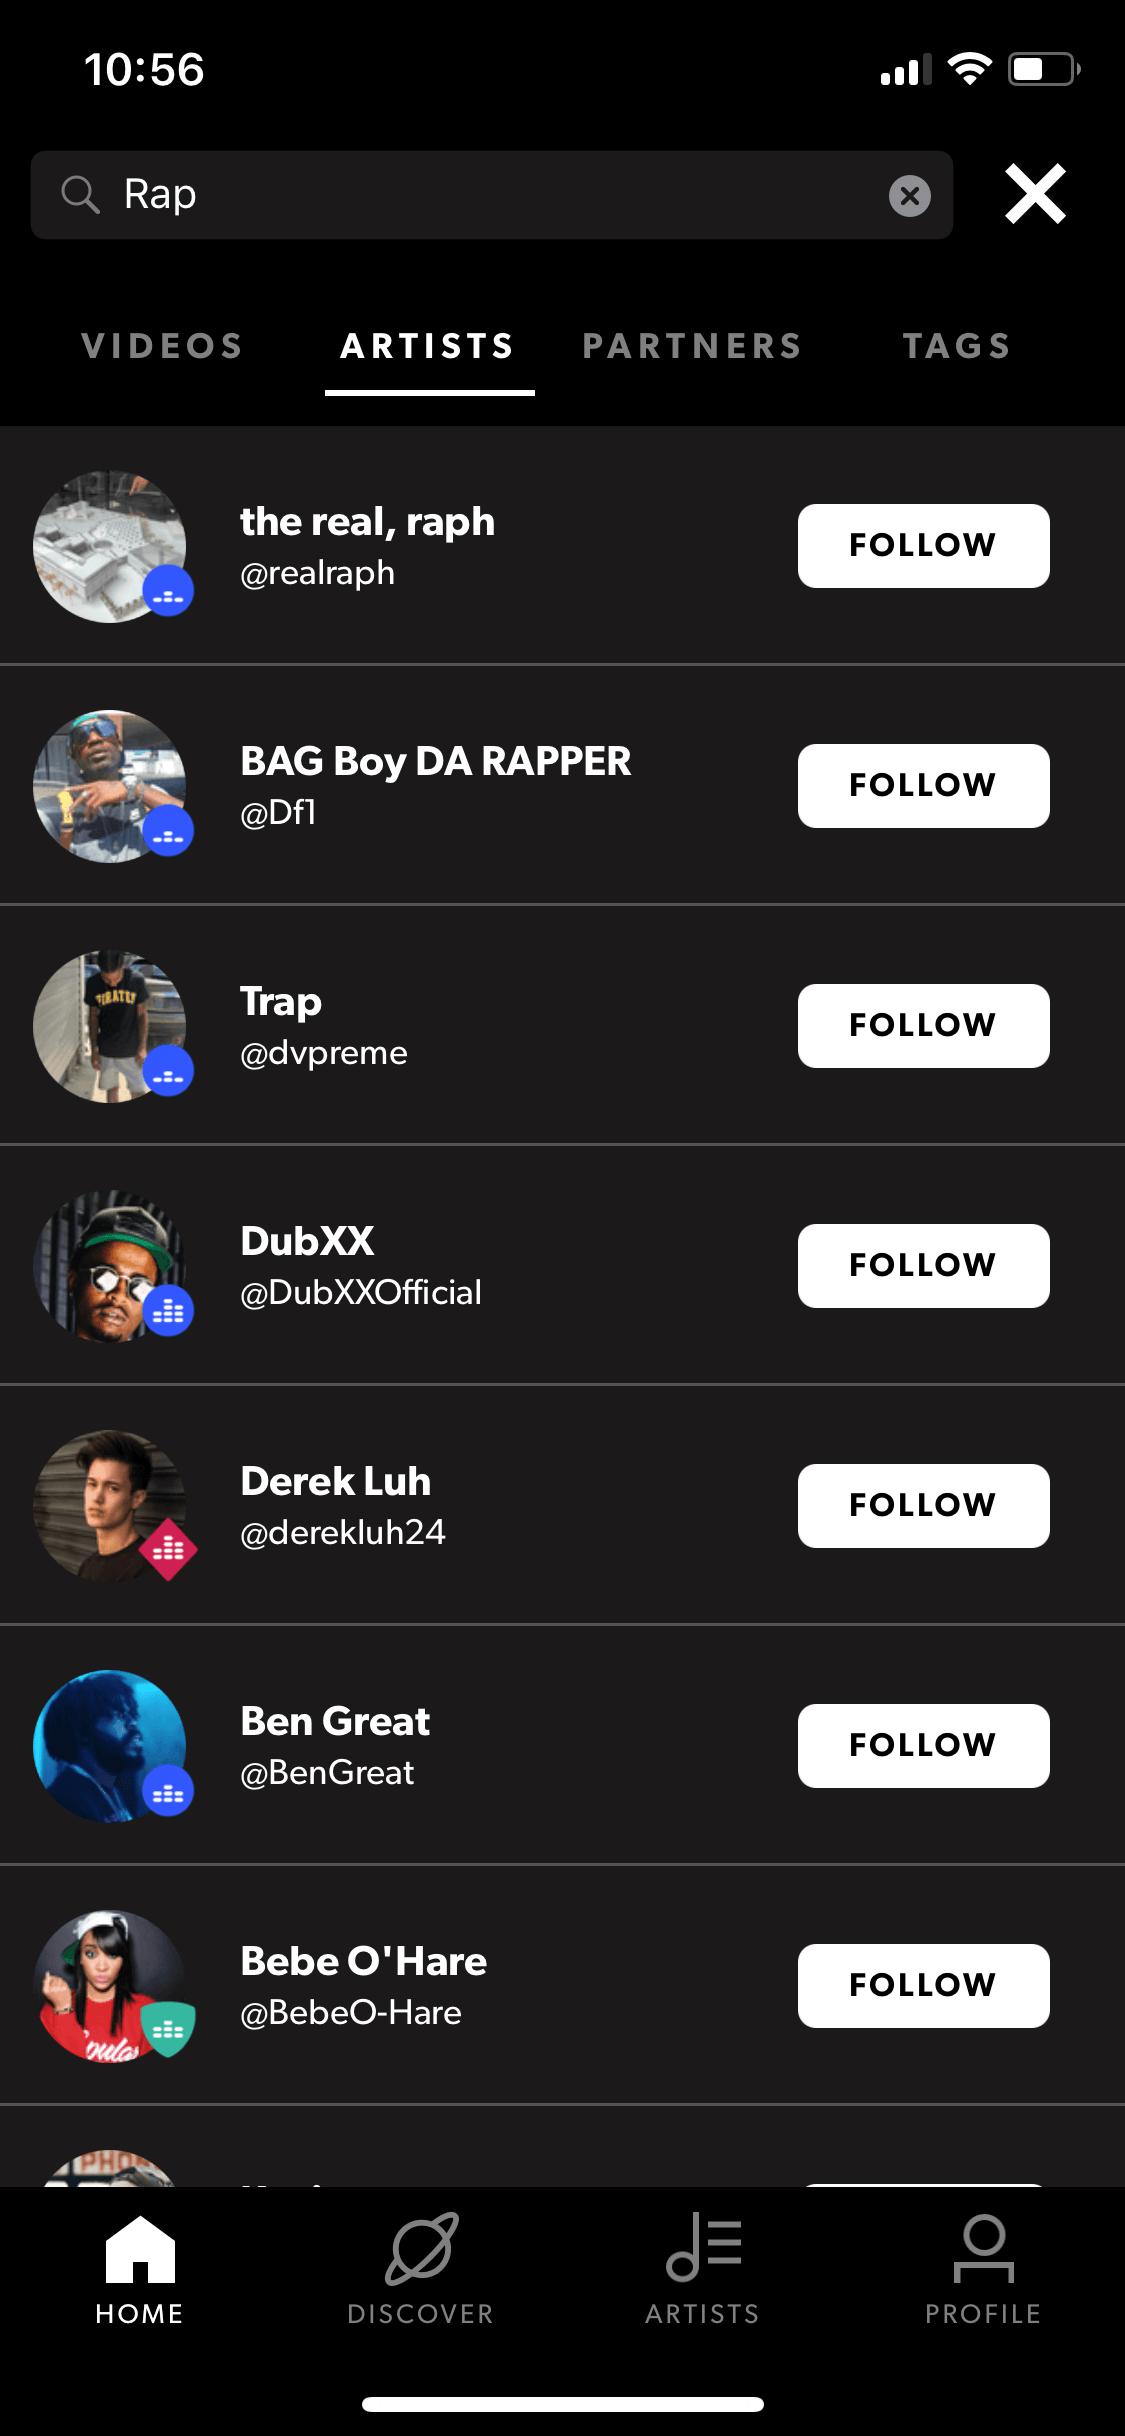 10:56
Rap
VIDEOS ARTISTS PARTNERS TAGS
the real, raph
@realraph
FOLLOW
BAG Boy DA RAPPER
@Df1
FOLLOW
PIRATES
Trap
@dvpreme
FOLLOW
DubXX
@DubXXOfficial
FOLLOW
Derek Luh
@derekluh24
FOLLOW
Ben Great
@BenGreat
FOLLOW
Bebe O'Hare
@BebeO-Hare
FOLLOW
HOME DISCOVER ARTISTS PROFILE